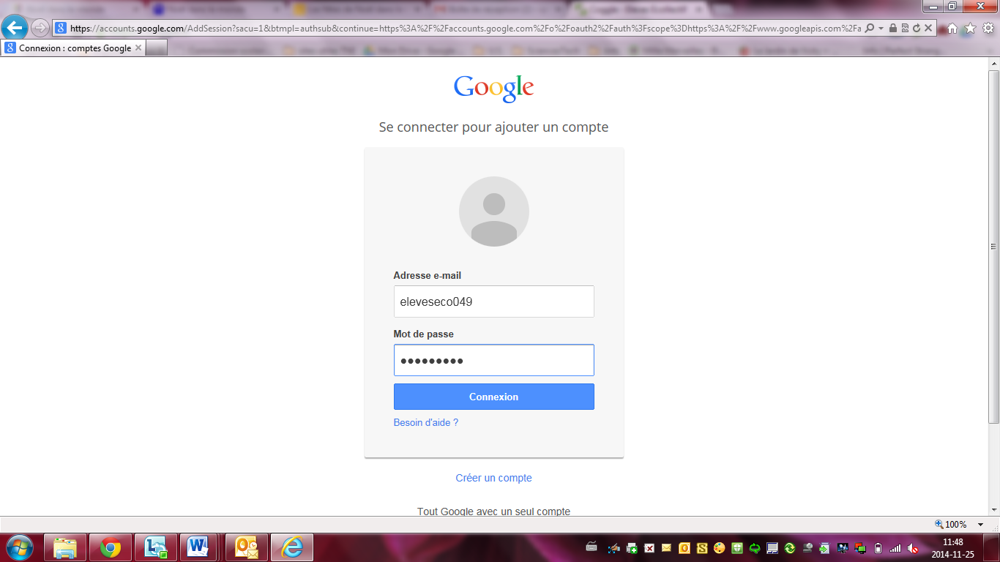 https://accounts.google.com/AddSession?sacu=1&btmpl=authsub&continue=https%3A%2F%2Faccounts.google.com%2Fo%2Foauth2%2Fauth%3Fscope%3Dhttps%3A%2F%2Fwww.googleapis.com%2Fa
Connexion : comptes Google
Google
Se connecter pour ajouter un compte
Adresse e-mail
eleveseco049
Mot de passe
Connexion
Besoin d'aide ?
Créer un compte
Tout Google avec un seul compte
100%
11:48
2014-11-25